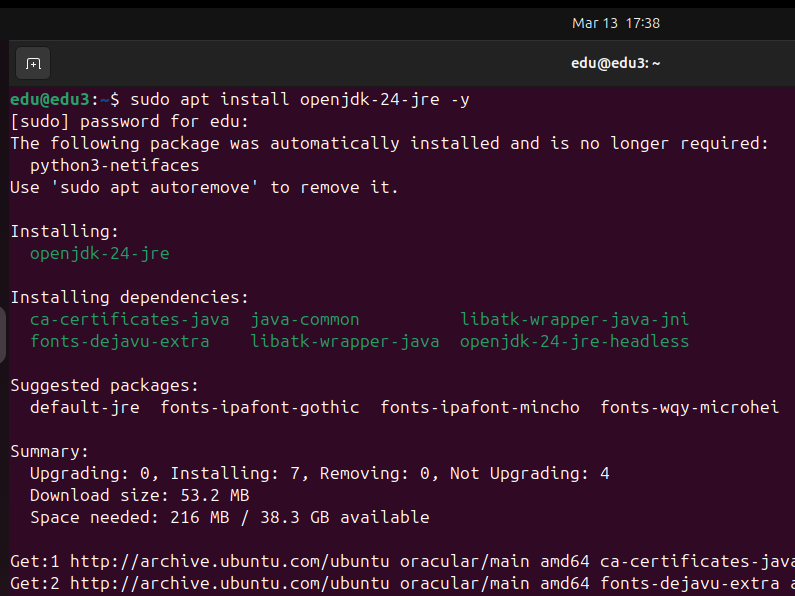 Mar 13 17:38
edu@edu3: ~
edu@edu3:~$ sudo apt install openjdk-24-jre -y
[sudo] password for edu:
The following package was automatically installed and is no longer required:
  python3-netifaces
Use 'sudo apt autoremove' to remove it.

Installing:
  openjdk-24-jre

Installing dependencies:
  ca-certificates-java  java-common          libatk-wrapper-java-jni
  fonts-dejavu-extra    libatk-wrapper-java  openjdk-24-jre-headless

Suggested packages:
  default-jre  fonts-ipafont-gothic  fonts-ipafont-mincho  fonts-wqy-microhei

Summary:
  Upgrading: 0, Installing: 7, Removing: 0, Not Upgrading: 4
  Download size: 53.2 MB
  Space needed: 216 MB / 38.3 GB available

Get:1 http://archive.ubuntu.com/ubuntu oracular/main amd64 ca-certificates-java
Get:2 http://archive.ubuntu.com/ubuntu oracular/main amd64 fonts-dejavu-extra a